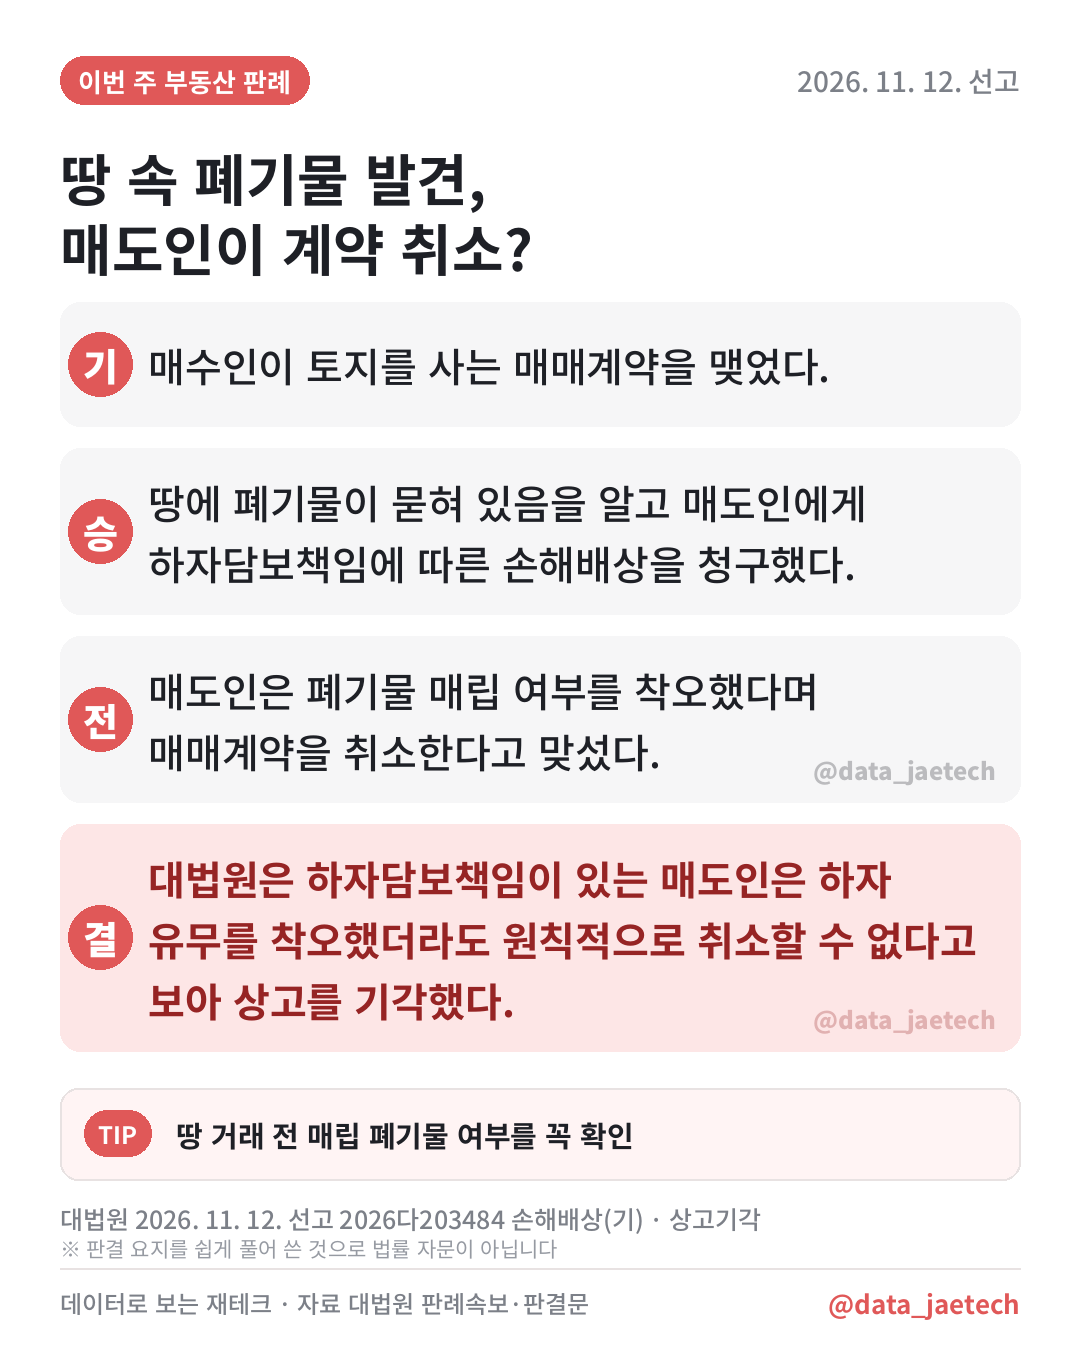 이번 주 부동산 판례
2026. 11. 12. 선고
땅 속 폐기물 발견,
매도인이 계약 취소?
기
매수인이 토지를 사는 매매계약을 맺었다.
승
땅에 폐기물이 묻혀 있음을 알고 매도인에게
하자담보책임에 따른 손해배상을 청구했다.
전
매도인은 폐기물 매립 여부를 착오했다며
매매계약을 취소한다고 맞섰다.
@data_jaetech
결
대법원은 하자담보책임이 있는 매도인은 하자
유무를 착오했더라도 원칙적으로 취소할 수 없다고
보아 상고를 기각했다.
@data_jaetech
TIP
땅 거래 전 매립 폐기물 여부를 꼭 확인
대법원 2026. 11. 12. 선고 2026다203484 손해배상(기) · 상고기각
※ 판결 요지를 쉽게 풀어 쓴 것으로 법률 자문이 아닙니다
데이터로 보는 재테크 · 자료 대법원 판례속보·판결문
@data_jaetech